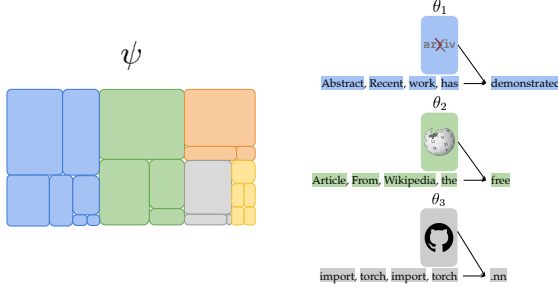 ψ
θ1
arXiv
Abstract, Recent, work, has demonstrated
θ2
Article, From, Wikipedia, the free
θ3
import, torch, import, torch .nn